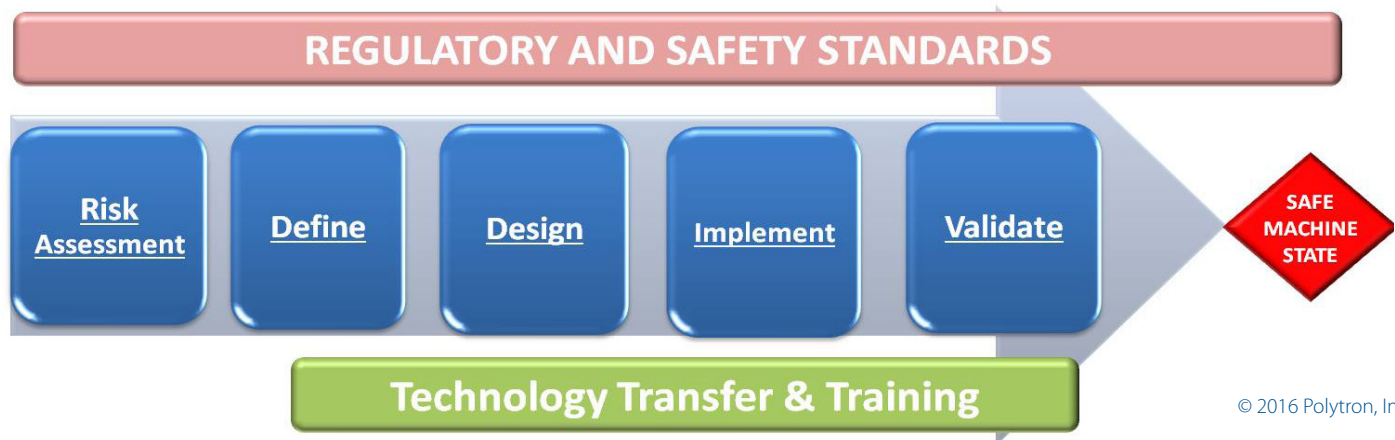 REGULATORY AND SAFETY STANDARDS
Risk
Assessment
Define
Design
Implement
Validate
SAFE
MACHINE
STATE
Technology Transfer & Training
© 2016 Polytron, In